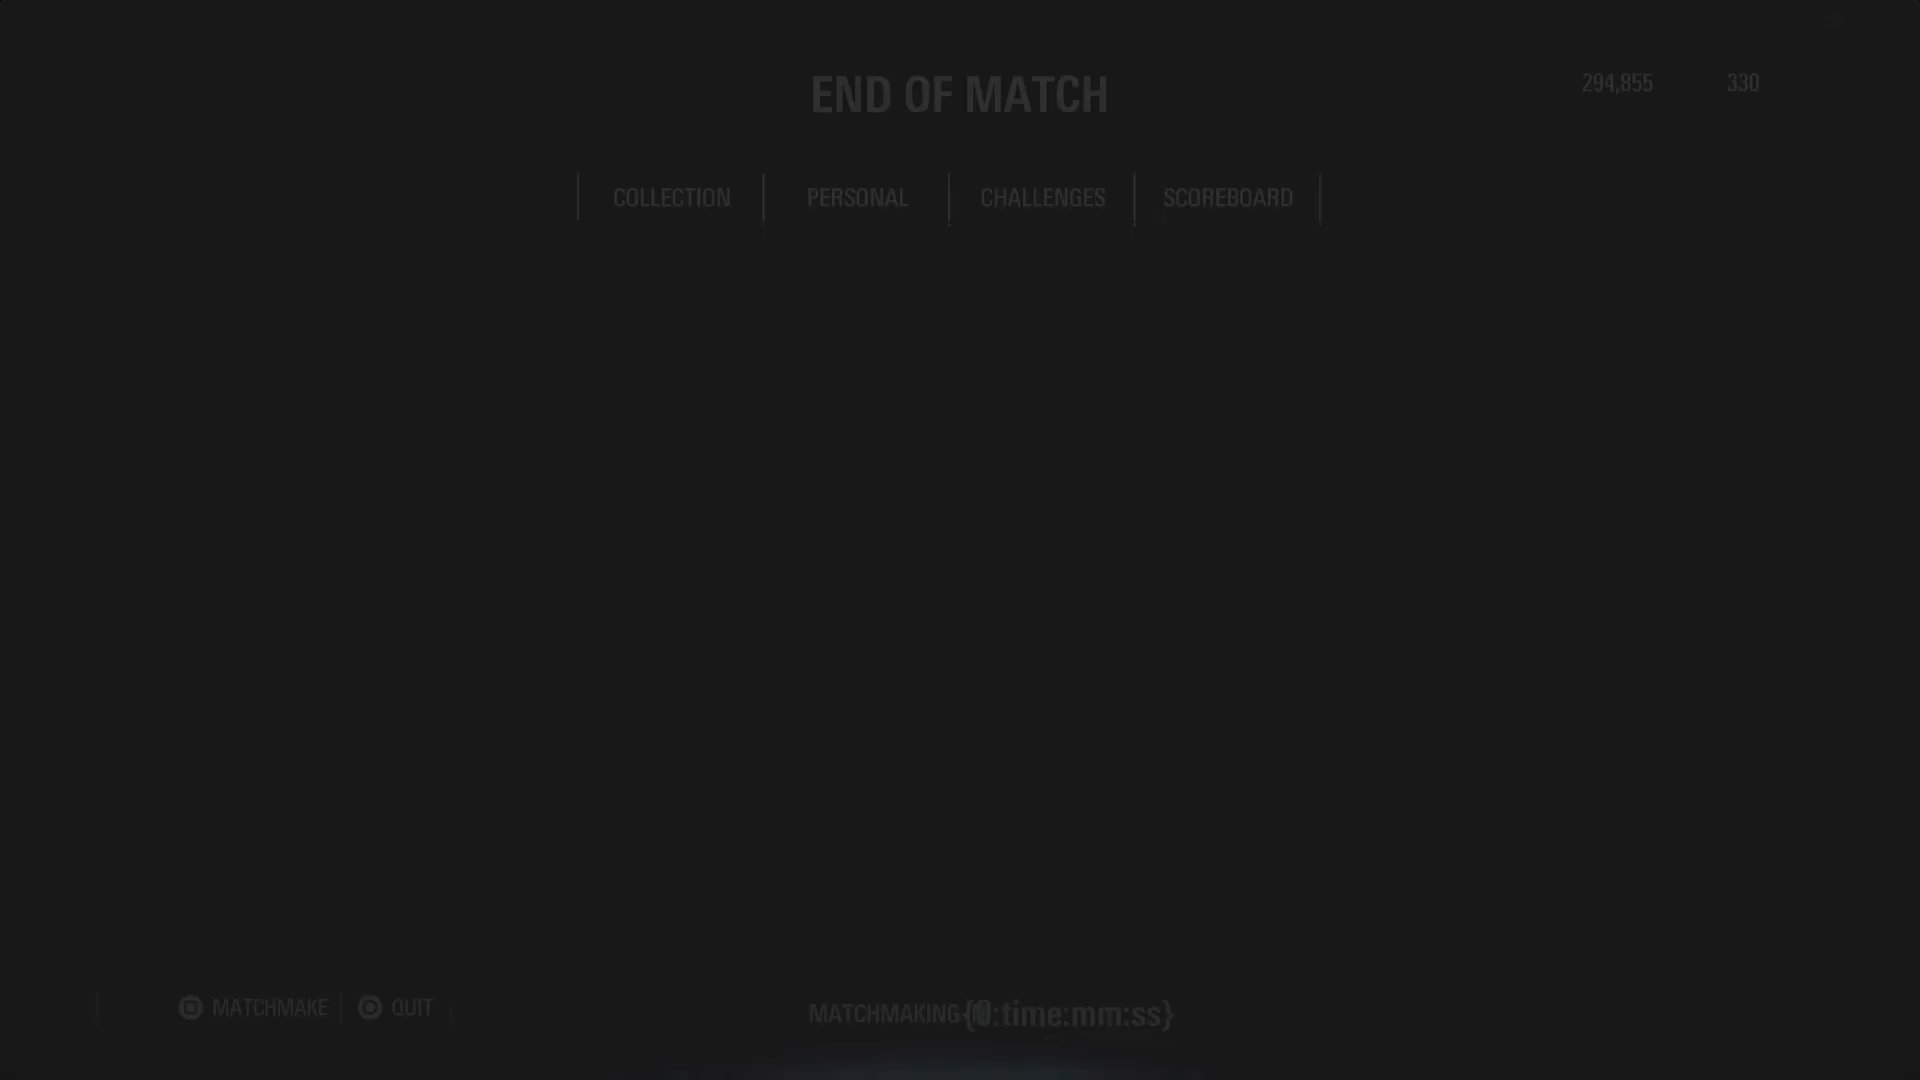 END OF MATCH
294,855 330
COLLECTION PERSONAL CHALLENGES SCOREBOARD
MATCHMAKE QUIT
MATCHMAKING {0:time:mm:ss}